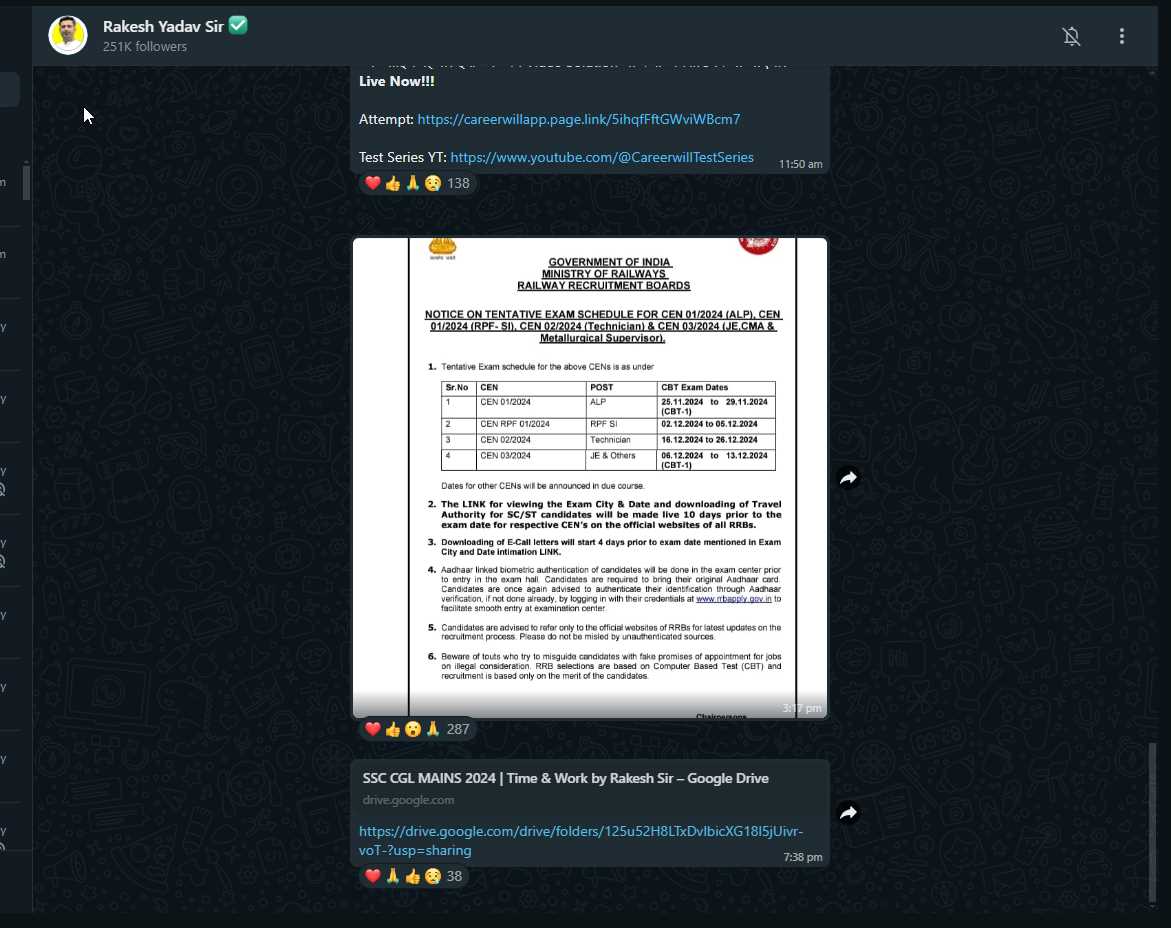 Rakesh Yadav Sir
251K followers
Live Now!!!
Attempt: https://careerwillapp.page.link/5ihqfFftGWviWBcm7
Test Series YT: https://www.youtube.com/@CareerwillTestSeries
11:50 am
138
GOVERNMENT OF INDIA
MINISTRY OF RAILWAYS
RAILWAY RECRUITMENT BOARDS
NOTICE ON TENTATIVE EXAM SCHEDULE FOR CEN 01/2024 (ALP), CEN
01/2024 (RPF- SI), CEN 02/2024 (Technician) & CEN 03/2024 (JE,CMA &
Metallurgical Supervisor).
1. Tentative Exam schedule for the above CENs is as under
Sr.No CEN POST CBT Exam Dates
1 CEN 01/2024 ALP 25.11.2024 to 29.11.2024
(CBT-1)
2 CEN RPF 01/2024 RPF SI 02.12.2024 to 05.12.2024
3 CEN 02/2024 Technician 16.12.2024 to 26.12.2024
4 CEN 03/2024 JE & Others 06.12.2024 to 13.12.2024
(CBT-1)
Dates for other CENs will be announced in due course.
2. The LINK for viewing the Exam City & Date and downloading of Travel
Authority for SC/ST candidates will be made live 10 days prior to the
exam date for respective CEN's on the official websites of all RRBs.
3. Downloading of E-Call letters will start 4 days prior to exam date mentioned in Exam
City and Date intimation LINK.
4. Aadhaar linked biometric authentication of candidates will be done in the exam center prior
to entry in the exam hall. Candidates are required to bring their original Aadhaar card.
Candidates are once again advised to authenticate their identification through Aadhaar
verification, if not done already, by logging in with their credentials at www.rrbapply.gov.in to
facilitate smooth entry at examination center
5. Candidates are advised to refer only to the official websites of RRBs for latest updates on the
recruitment process. Please do not be misled by unauthenticated sources.
6. Beware of touts who try to misguide candidates with fake promises of appointment for jobs
on illegal consideration. RRB selections are based on Computer Based Test (CBT) and
recruitment is based only on the merit of the candidates.
3:17 pm
Chairpersons
287
SSC CGL MAINS 2024 | Time & Work by Rakesh Sir – Google Drive
drive.google.com
https://drive.google.com/drive/folders/125u52H8LTxDvIbicXG18I5jUivr-
voT-?usp=sharing
7:38 pm
38